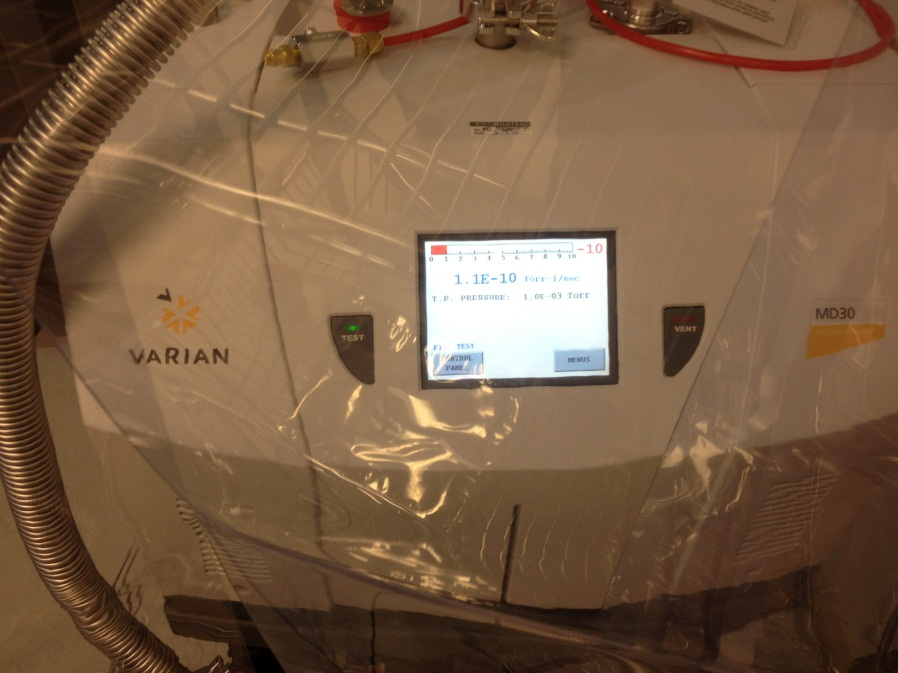 -10
0 1 2 3 4 5 6 7 8 9 10
1.1E-10 Torr-l/sec
T.P. PRESSURE: 1.0E-03 Torr
TEST
PANEL
MENUS
TEST
VENT
MD30
VARIAN